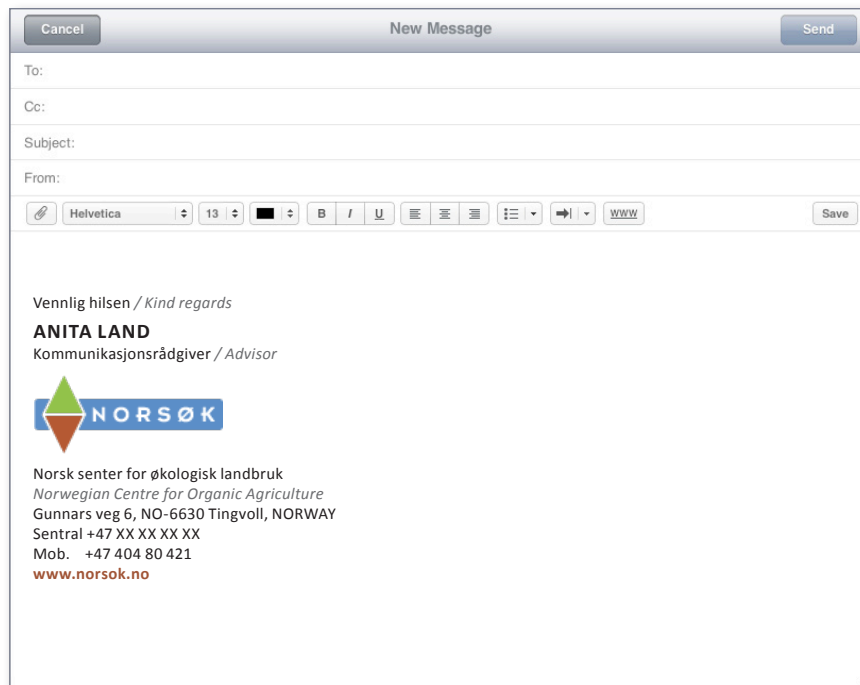 Cancel New Message Send
To:
Cc:
Subject:
From:
Helvetica 13 B I U WWW Save
Vennlig hilsen / Kind regards
ANITA LAND
Kommunikasjonsrådgiver / Advisor
NORSØK
Norsk senter for økologisk landbruk
Norwegian Centre for Organic Agriculture
Gunnars veg 6, NO-6630 Tingvoll, NORWAY
Sentral +47 XX XX XX XX
Mob. +47 404 80 421
www.norsok.no